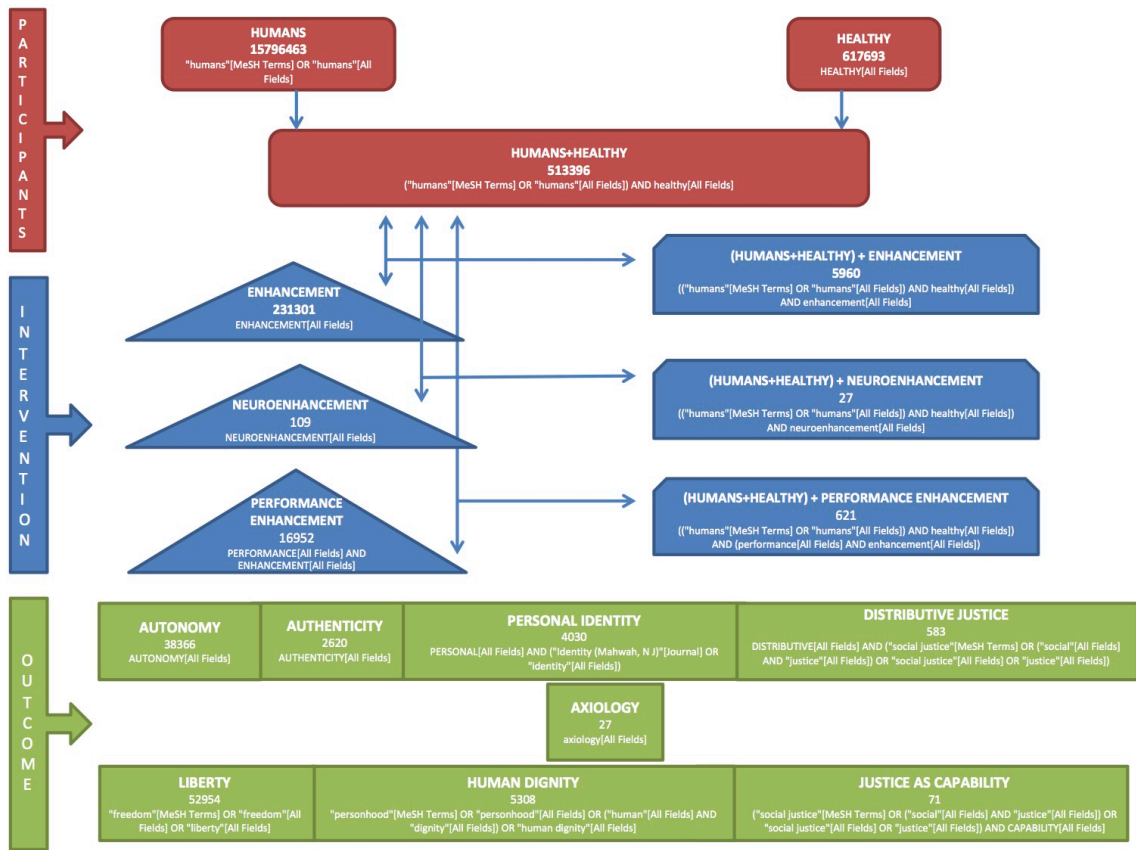 PARTICIPANTS
HUMANS
15796463
"humans"[MeSH Terms] OR "humans"[All
Fields]
HEALTHY
617693
HEALTHY[All Fields]
HUMANS+HEALTHY
513396
("humans"[MeSH Terms] OR "humans"[All Fields]) AND healthy[All Fields]
INTERVENTION
ENHANCEMENT
231301
ENHANCEMENT[All Fields]
(HUMANS+HEALTHY) + ENHANCEMENT
5960
(("humans"[MeSH Terms] OR "humans"[All Fields]) AND healthy[All Fields])
AND enhancement[All Fields]
NEUROENHANCEMENT
109
NEUROENHANCEMENT[All Fields]
(HUMANS+HEALTHY) + NEUROENHANCEMENT
27
(("humans"[MeSH Terms] OR "humans"[All Fields]) AND healthy[All Fields])
AND neuroenhancement[All Fields]
PERFORMANCE
ENHANCEMENT
16952
PERFORMANCE[All Fields] AND
ENHANCEMENT[All Fields]
(HUMANS+HEALTHY) + PERFORMANCE ENHANCEMENT
621
(("humans"[MeSH Terms] OR "humans"[All Fields]) AND healthy[All Fields])
AND (performance[All Fields] AND enhancement[All Fields])
OUTCOME
AUTONOMY
38366
AUTONOMY[All Fields]
AUTHENTICITY
2620
AUTHENTICITY[All Fields]
PERSONAL IDENTITY
4030
PERSONAL[All Fields] AND ("Identity (Mahwah, N J)"[Journal] OR
"identity"[All Fields])
DISTRIBUTIVE JUSTICE
583
DISTRIBUTIVE[All Fields] AND ("social justice"[MeSH Terms] OR ("social"[All Fields]
AND "justice"[All Fields]) OR "social justice"[All Fields] OR "justice"[All Fields])
AXIOLOGY
27
axiology[All Fields]
LIBERTY
52954
"freedom"[MeSH Terms] OR "freedom"[All
Fields] OR "liberty"[All Fields]
HUMAN DIGNITY
5308
"personhood"[MeSH Terms] OR "personhood"[All Fields] OR ("human"[All Fields] AND
"dignity"[All Fields]) OR "human dignity"[All Fields]
JUSTICE AS CAPABILITY
71
("social justice"[MeSH Terms] OR ("social"[All Fields] AND "justice"[All Fields]) OR
"social justice"[All Fields] OR "justice"[All Fields]) AND CAPABILITY[All Fields]